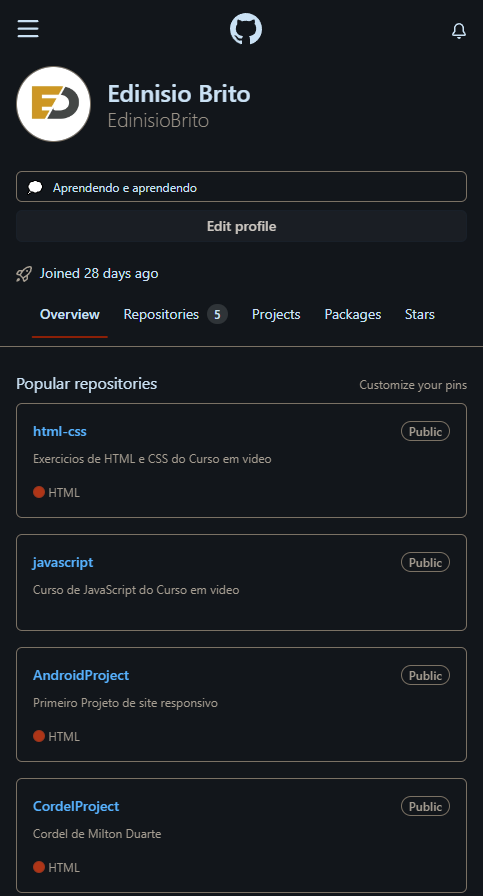 Edinisio Brito
EdinisioBrito
Aprendendo e aprendendo
Edit profile
Joined 28 days ago
Overview Repositories 5 Projects Packages Stars
Popular repositories Customize your pins
html-css Public
Exercicios de HTML e CSS do Curso em video
HTML
javascript Public
Curso de JavaScript do Curso em video
AndroidProject Public
Primeiro Projeto de site responsivo
HTML
CordelProject Public
Cordel de Milton Duarte
HTML